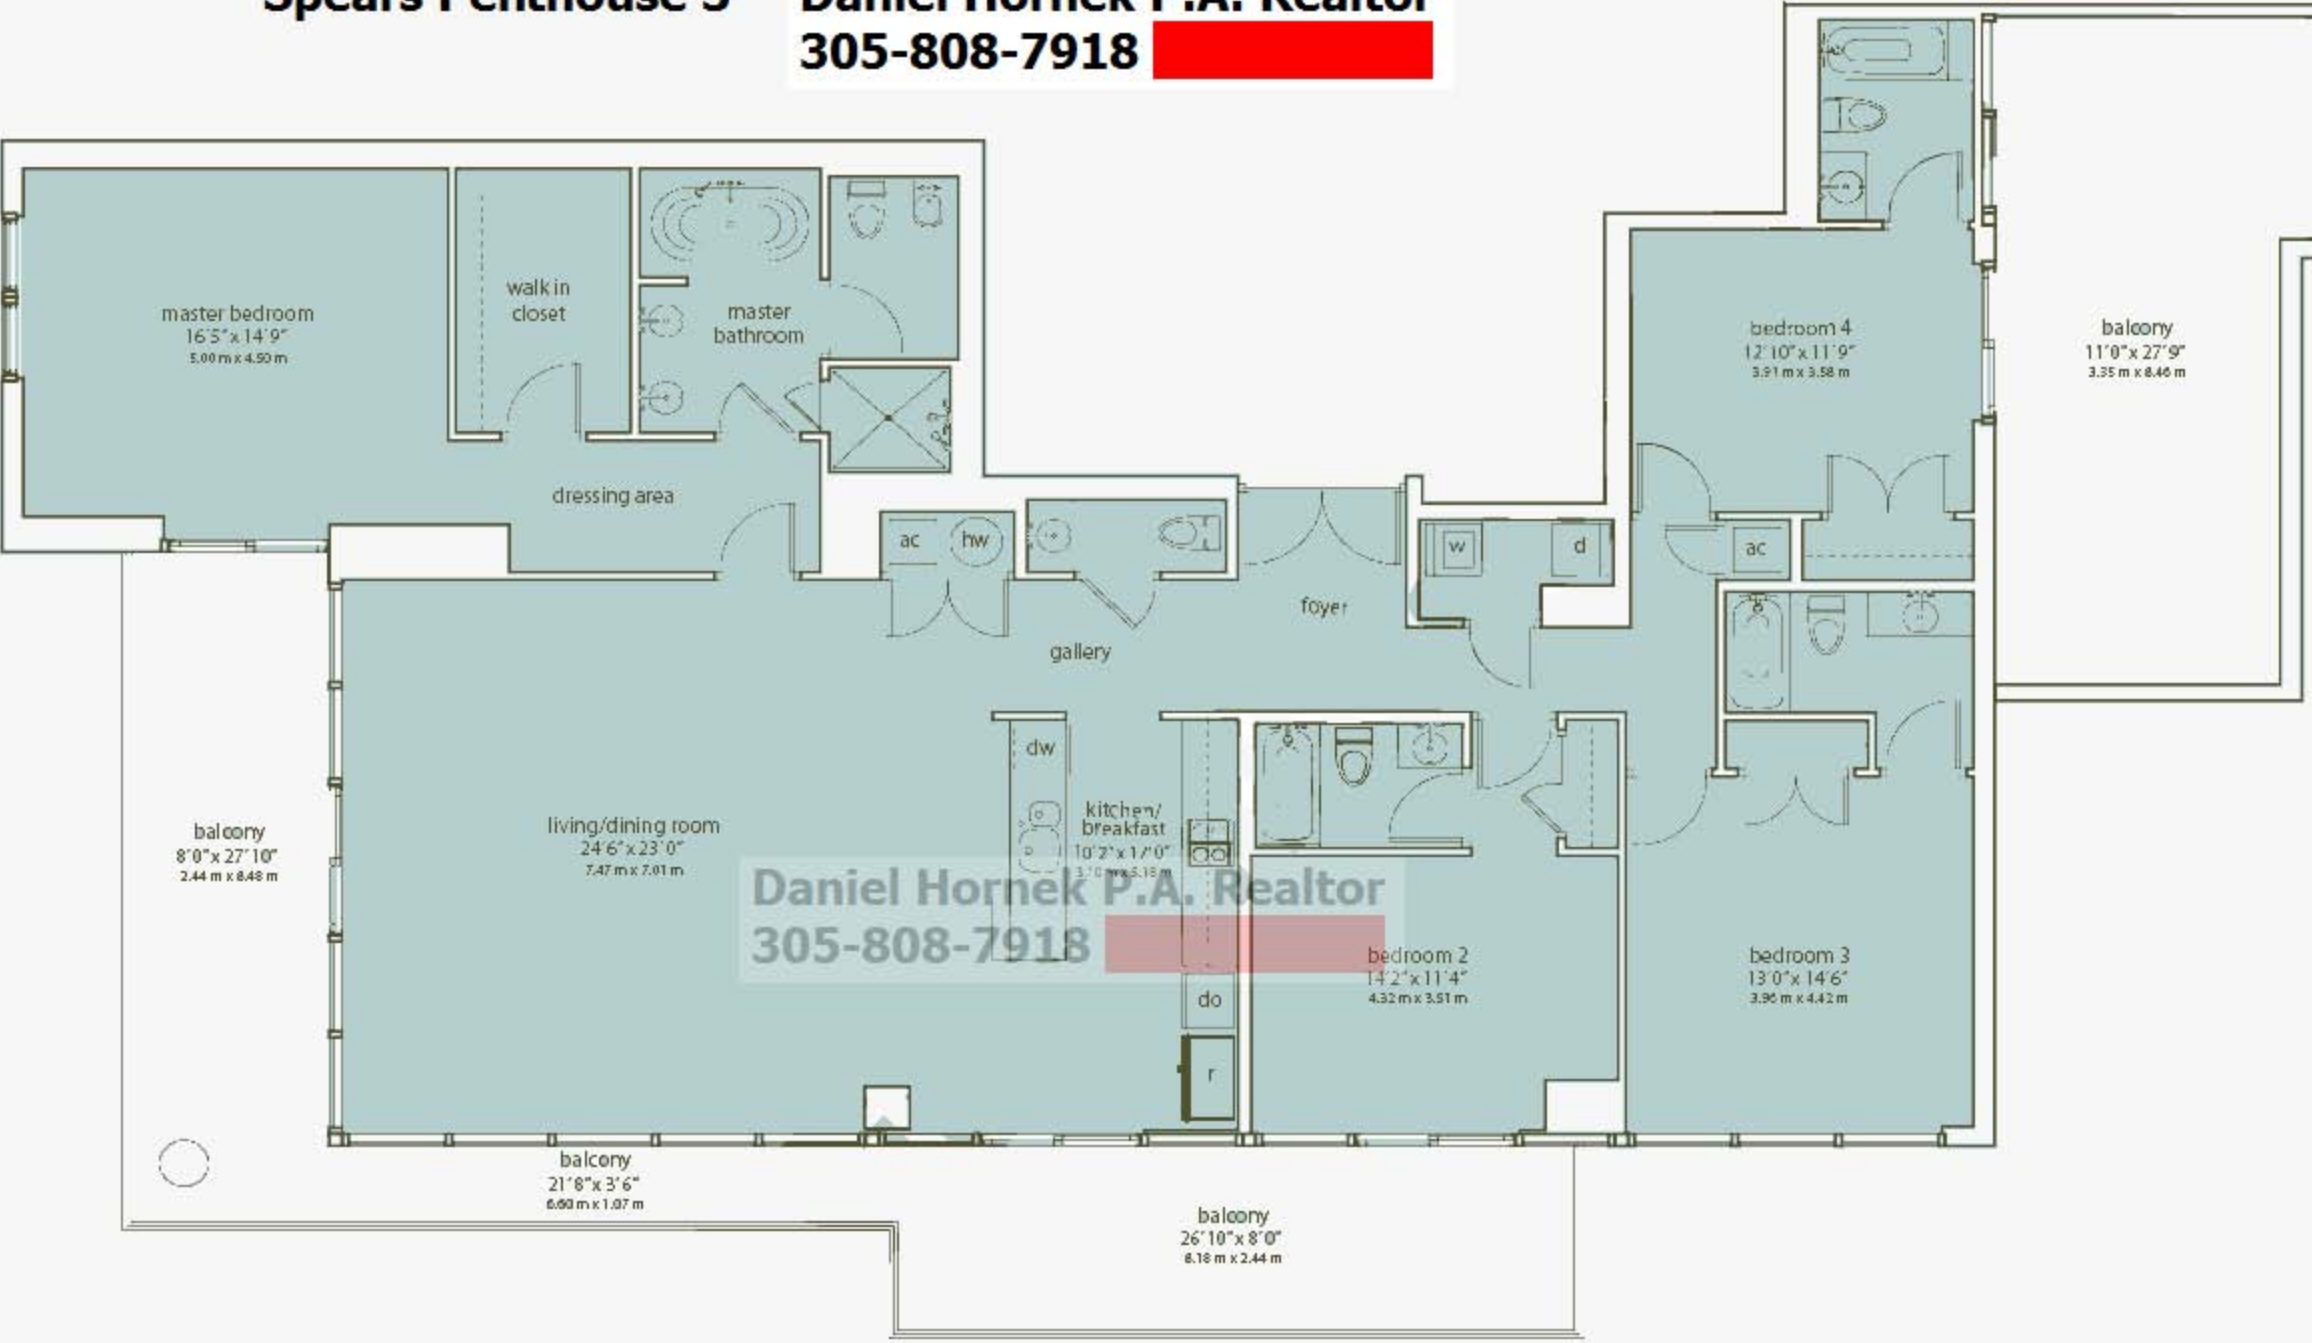 Spears Penthouse 3
Daniel Hornek P.A. Realtor
305-808-7918
master bedroom
16'5"x 14'9"
5.00 m x 4.50 m
walk in
closet
master
bathroom
dressing area
ac
hw
foyer
w
d
bedroom 4
12'10"x 11'9"
3.91 m x 3.58 m
ac
balcony
11'0"x 27'9"
3.35 m x 8.46 m
gallery
dw
kitchen/
breakfast
10'2"x 17'0"
balcony
8'0"x 27'10"
2.44 m x 8.48 m
living/dining room
24'6"x 23'0"
7.47 m x 7.01 m
Daniel Hornek P.A. Realtor
305-808-7918
do
r
bedroom 2
14'2"x 11'4"
4.32 m x 3.51 m
bedroom 3
13'0"x 14'6"
3.96 m x 4.42 m
balcony
21'8"x 3'6"
6.60 m x 1.07 m
balcony
26'10"x 8'0"
8.18 m x 2.44 m